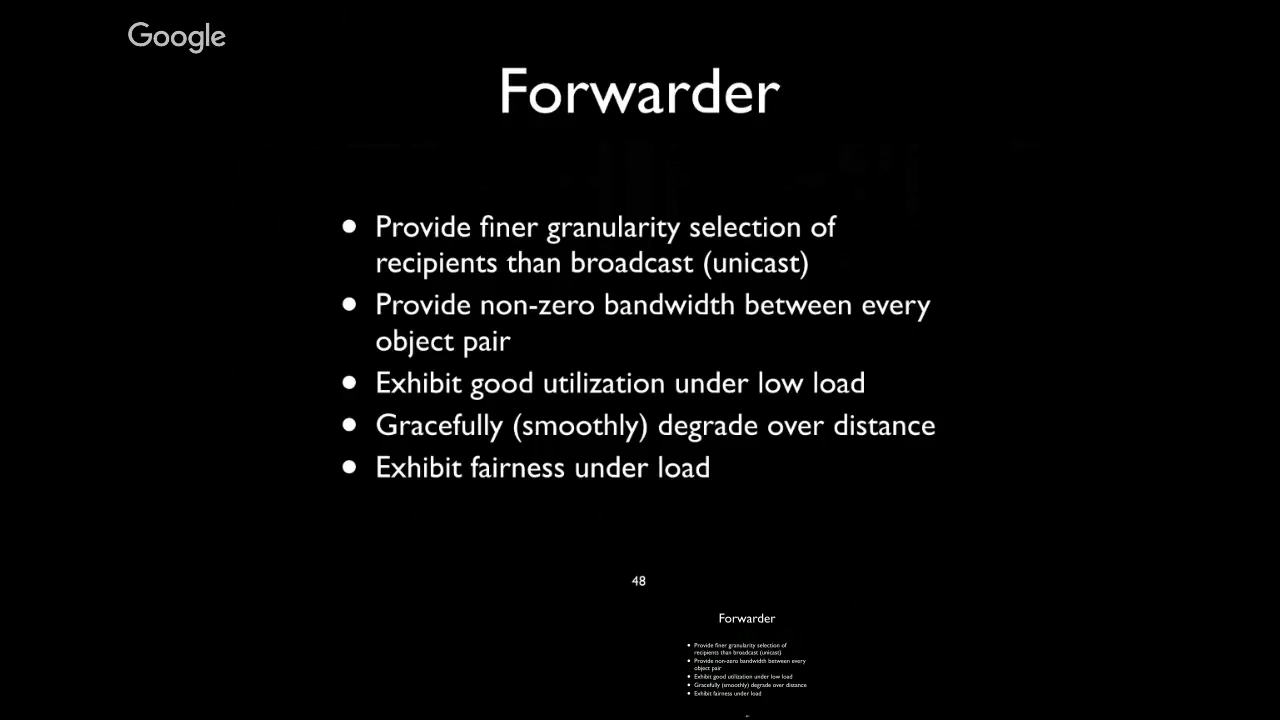 Google
Forwarder
• Provide finer granularity selection of
recipients than broadcast (unicast)
• Provide non-zero bandwidth between every
object pair
• Exhibit good utilization under low load
• Gracefully (smoothly) degrade over distance
• Exhibit fairness under load
48
Forwarder
• Provide finer granularity selection of
recipients than broadcast (unicast)
• Provide non-zero bandwidth between every
object pair
• Exhibit good utilization under low load
• Gracefully (smoothly) degrade over distance
• Exhibit fairness under load